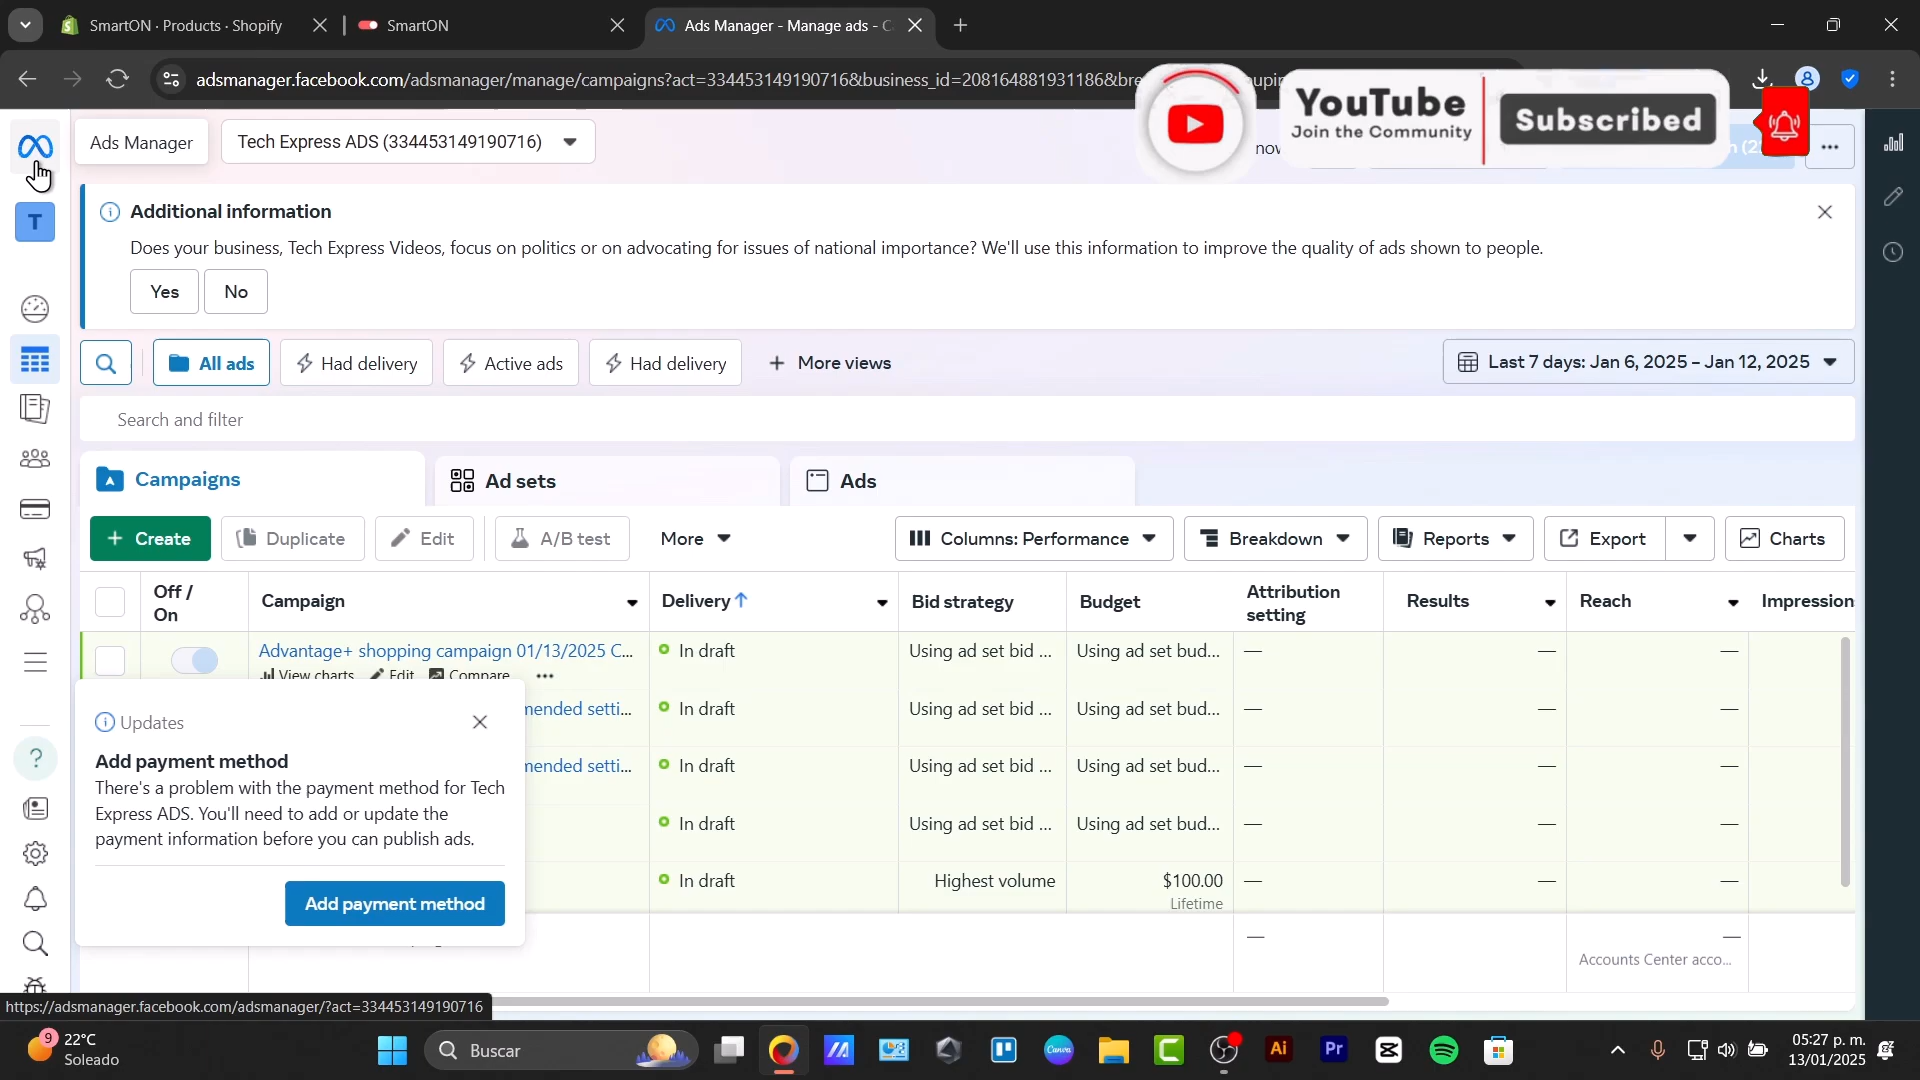 SmartON · Products · Shopify
SmartON
Ads Manager - Manage ads - C
adsmanager.facebook.com/adsmanager/manage/campaigns?act=334453149190716&business_id=208164881931186&bre
YouTube
Join the Community
Subscribed
Ads Manager
Tech Express ADS (334453149190716)
T
Additional information
Does your business, Tech Express Videos, focus on politics or on advocating for issues of national importance? We'll use this information to improve the quality of ads shown to people.
Yes
No
All ads
Had delivery
Active ads
Had delivery
+ More views
Last 7 days: Jan 6, 2025 – Jan 12, 2025
Search and filter
Campaigns
Ad sets
Ads
+ Create
Duplicate
Edit
A/B test
More
Columns: Performance
Breakdown
Reports
Export
Charts
Off / On
Campaign
Delivery ↑
Bid strategy
Budget
Attribution setting
Results
Reach
Impression
Advantage+ shopping campaign 01/13/2025 C...
In draft
Using ad set bid ...
Using ad set bud...
—
—
—
View charts
Edit
Compare
...
mended setti...
In draft
Using ad set bid ...
Using ad set bud...
—
—
—
mended setti...
In draft
Using ad set bid ...
Using ad set bud...
—
—
—
In draft
Using ad set bid ...
Using ad set bud...
—
—
—
In draft
Highest volume
$100.00
Lifetime
—
—
—
—
—
Accounts Center acco...
Updates
Add payment method
There's a problem with the payment method for Tech
Express ADS. You'll need to add or update the
payment information before you can publish ads.
Add payment method
https://adsmanager.facebook.com/adsmanager/?act=334453149190716
9
22°C
Soleado
Buscar
Canva
C
Ai
Pr
05:27 p. m.
13/01/2025